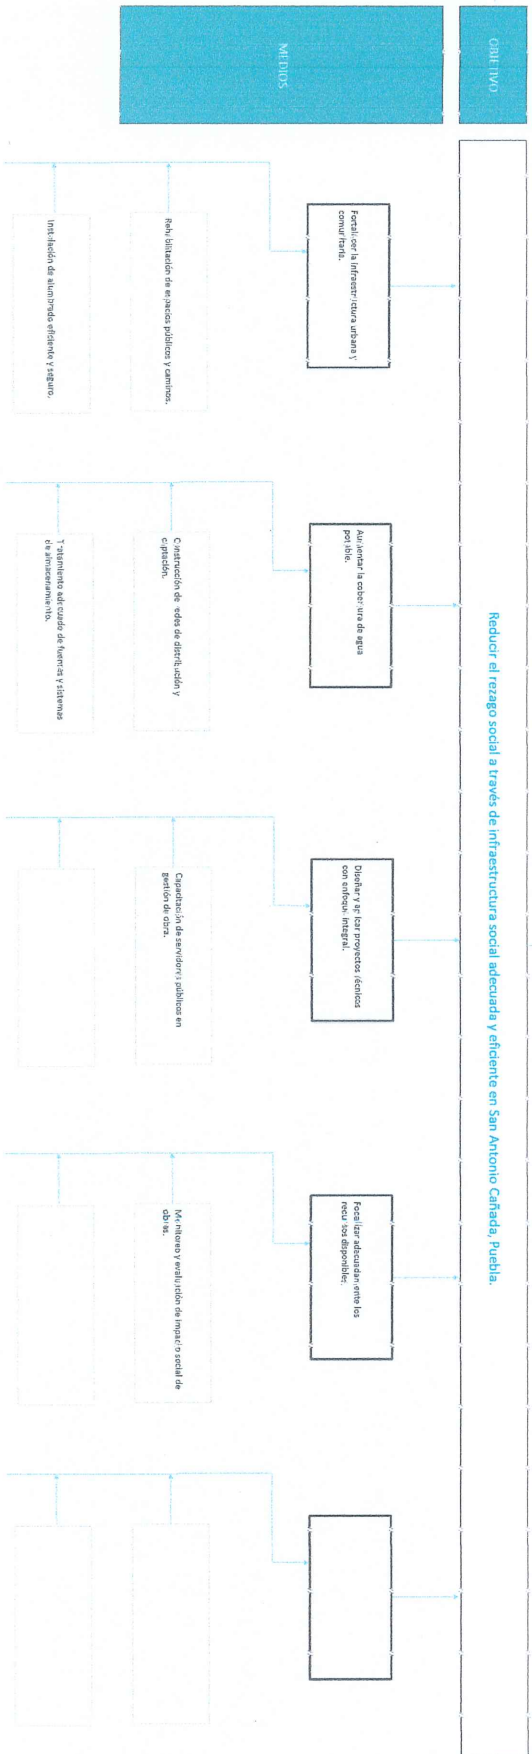 OBJETIVO
Reducir el rezago social a través de infraestructura social adecuada y eficiente en San Antonio Cañada, Puebla.
MEDIOS
Fortalecer la infraestructura urbana y
comunitaria.
Aumentar la cobertura de agua
potable.
Diseñar y aplicar proyectos técnicos
con enfoque integral.
Focalizar adecuadamente los
recursos disponibles.
Rehabilitación de espacios públicos y caminos.
Construcción de redes de distribución y
captación.
Capacitación de servidores públicos en
gestión de obra.
Monitoreo y evaluación de impacto social de
obras.
Instalación de alumbrado eficiente y seguro.
Tratamiento adecuado de fuentes y sistemas
de almacenamiento.